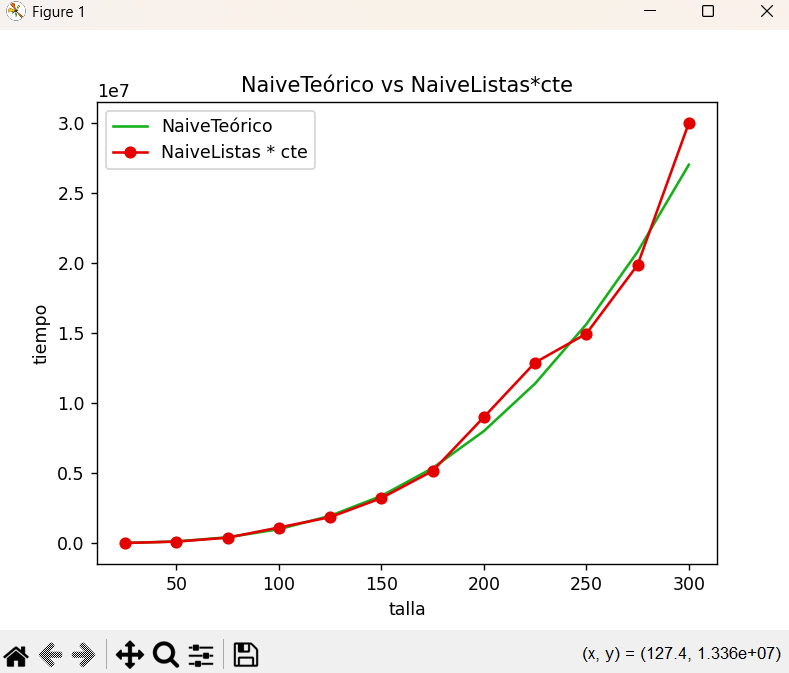 Figure 1
NaiveTeórico vs NaiveListas*cte
1e7
NaiveTeórico
NaiveListas * cte
3.0
2.5
2.0
1.5
1.0
0.5
0.0
tiempo
50 100 150 200 250 300
talla
(x, y) = (127.4, 1.336e+07)